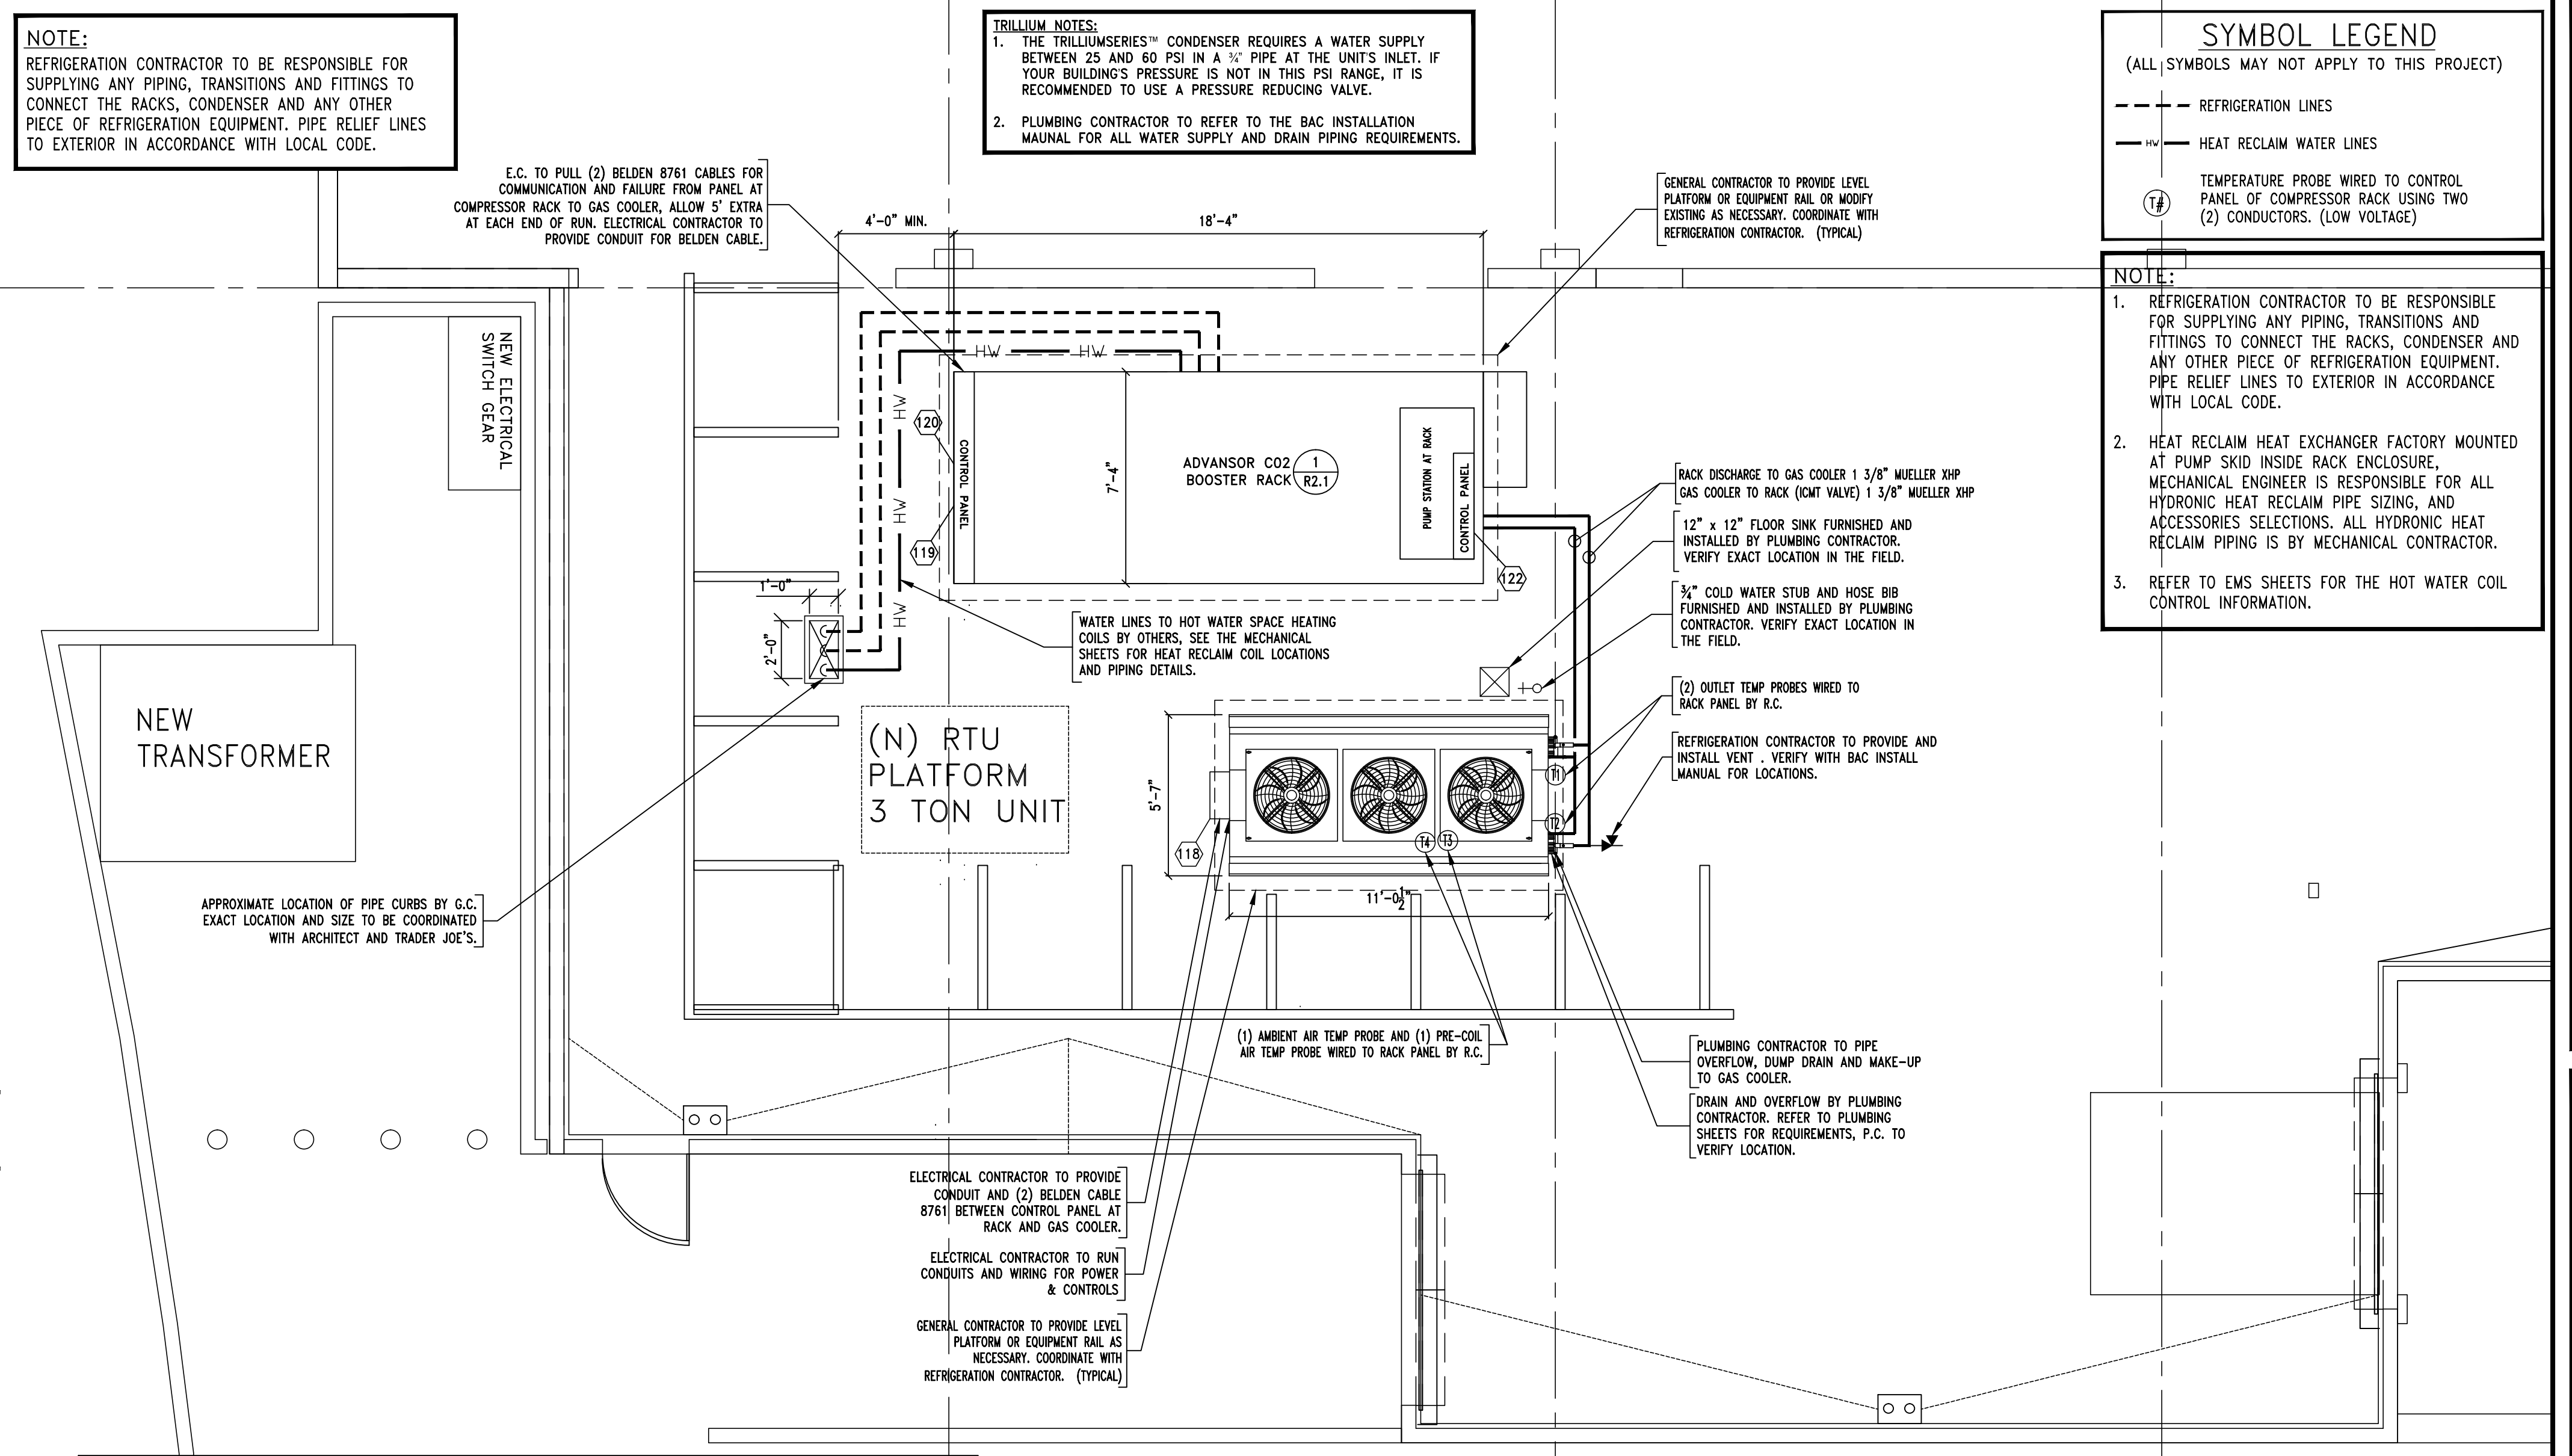 NOTE:
REFRIGERATION CONTRACTOR TO BE RESPONSIBLE FOR
SUPPLYING ANY PIPING, TRANSITIONS AND FITTINGS TO
CONNECT THE RACKS, CONDENSER AND ANY OTHER
PIECE OF REFRIGERATION EQUIPMENT. PIPE RELIEF LINES
TO EXTERIOR IN ACCORDANCE WITH LOCAL CODE.
TRILLIUM NOTES:
1. THE TRILLIUMSERIES™ CONDENSER REQUIRES A WATER SUPPLY
BETWEEN 25 AND 60 PSI IN A ¾" PIPE AT THE UNIT'S INLET. IF
YOUR BUILDING'S PRESSURE IS NOT IN THIS PSI RANGE, IT IS
RECOMMENDED TO USE A PRESSURE REDUCING VALVE.
2. PLUMBING CONTRACTOR TO REFER TO THE BAC INSTALLATION
MAUNAL FOR ALL WATER SUPPLY AND DRAIN PIPING REQUIREMENTS.
SYMBOL LEGEND
(ALL SYMBOLS MAY NOT APPLY TO THIS PROJECT)
REFRIGERATION LINES
HW HEAT RECLAIM WATER LINES
T# TEMPERATURE PROBE WIRED TO CONTROL
PANEL OF COMPRESSOR RACK USING TWO
(2) CONDUCTORS. (LOW VOLTAGE)
NOTE:
1. REFRIGERATION CONTRACTOR TO BE RESPONSIBLE
FOR SUPPLYING ANY PIPING, TRANSITIONS AND
FITTINGS TO CONNECT THE RACKS, CONDENSER AND
ANY OTHER PIECE OF REFRIGERATION EQUIPMENT.
PIPE RELIEF LINES TO EXTERIOR IN ACCORDANCE
WITH LOCAL CODE.
2. HEAT RECLAIM HEAT EXCHANGER FACTORY MOUNTED
AT PUMP SKID INSIDE RACK ENCLOSURE,
MECHANICAL ENGINEER IS RESPONSIBLE FOR ALL
HYDRONIC HEAT RECLAIM PIPE SIZING, AND
ACCESSORIES SELECTIONS. ALL HYDRONIC HEAT
RECLAIM PIPING IS BY MECHANICAL CONTRACTOR.
3. REFER TO EMS SHEETS FOR THE HOT WATER COIL
CONTROL INFORMATION.
E.C. TO PULL (2) BELDEN 8761 CABLES FOR
COMMUNICATION AND FAILURE FROM PANEL AT
COMPRESSOR RACK TO GAS COOLER, ALLOW 5' EXTRA
AT EACH END OF RUN. ELECTRICAL CONTRACTOR TO
PROVIDE CONDUIT FOR BELDEN CABLE.
4'-0" MIN.
18'-4"
GENERAL CONTRACTOR TO PROVIDE LEVEL
PLATFORM OR EQUIPMENT RAIL OR MODIFY
EXISTING AS NECESSARY. COORDINATE WITH
REFRIGERATION CONTRACTOR. (TYPICAL)
NEW ELECTRICAL
SWITCH GEAR
HW
HW
HW
HW
HW
120
119
CONTROL PANEL
7'-4"
ADVANSOR CO2
BOOSTER RACK
1
R2.1
PUMP STATION AT RACK
CONTROL PANEL
122
RACK DISCHARGE TO GAS COOLER 1 3/8" MUELLER XHP
GAS COOLER TO RACK (ICMT VALVE) 1 3/8" MUELLER XHP
12" x 12" FLOOR SINK FURNISHED AND
INSTALLED BY PLUMBING CONTRACTOR.
VERIFY EXACT LOCATION IN THE FIELD.
¾" COLD WATER STUB AND HOSE BIB
FURNISHED AND INSTALLED BY PLUMBING
CONTRACTOR. VERIFY EXACT LOCATION IN
THE FIELD.
1'-0"
2'-0"
WATER LINES TO HOT WATER SPACE HEATING
COILS BY OTHERS, SEE THE MECHANICAL
SHEETS FOR HEAT RECLAIM COIL LOCATIONS
AND PIPING DETAILS.
(2) OUTLET TEMP PROBES WIRED TO
RACK PANEL BY R.C.
REFRIGERATION CONTRACTOR TO PROVIDE AND
INSTALL VENT . VERIFY WITH BAC INSTALL
MANUAL FOR LOCATIONS.
NEW
TRANSFORMER
(N) RTU
PLATFORM
3 TON UNIT
5'-7"
118
T1
T2
T4
T3
11'-0½"
APPROXIMATE LOCATION OF PIPE CURBS BY G.C.
EXACT LOCATION AND SIZE TO BE COORDINATED
WITH ARCHITECT AND TRADER JOE'S.
(1) AMBIENT AIR TEMP PROBE AND (1) PRE-COIL
AIR TEMP PROBE WIRED TO RACK PANEL BY R.C.
PLUMBING CONTRACTOR TO PIPE
OVERFLOW, DUMP DRAIN AND MAKE-UP
TO GAS COOLER.
DRAIN AND OVERFLOW BY PLUMBING
CONTRACTOR. REFER TO PLUMBING
SHEETS FOR REQUIREMENTS, P.C. TO
VERIFY LOCATION.
ELECTRICAL CONTRACTOR TO PROVIDE
CONDUIT AND (2) BELDEN CABLE
8761 BETWEEN CONTROL PANEL AT
RACK AND GAS COOLER.
ELECTRICAL CONTRACTOR TO RUN
CONDUITS AND WIRING FOR POWER
& CONTROLS
GENERAL CONTRACTOR TO PROVIDE LEVEL
PLATFORM OR EQUIPMENT RAIL AS
NECESSARY. COORDINATE WITH
REFRIGERATION CONTRACTOR. (TYPICAL)